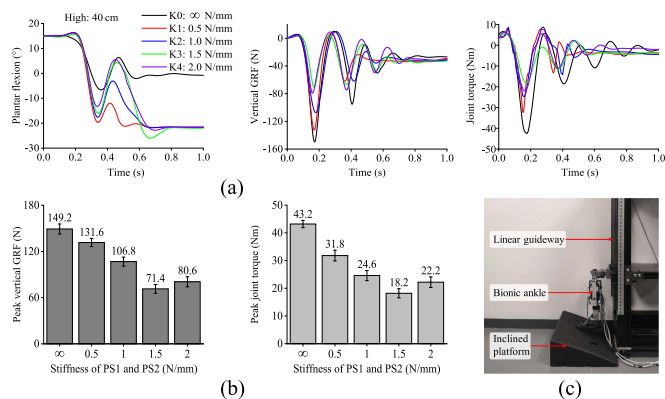 High: 40 cm
K0: ∞ N/mm
K1: 0.5 N/mm
K2: 1.0 N/mm
K3: 1.5 N/mm
K4: 2.0 N/mm
Plantar flexion (°)
20
10
0
-10
-20
-30
0.0 0.2 0.4 0.6 0.8 1.0
Time (s)
Vertical GRF (N)
40
0
-40
-80
-120
-160
0.0 0.2 0.4 0.6 0.8 1.0
Time (s)
Joint torque (Nm)
10
0
-10
-20
-30
-40
-50
0.0 0.2 0.4 0.6 0.8 1.0
Time (s)
(a)
Peak vertical GRF (N)
180
120
60
0
149.2
131.6
106.8
71.4
80.6
∞ 0.5 1 1.5 2
Stiffness of PS1 and PS2 (N/mm)
Peak joint torque (Nm)
50
40
30
20
10
0
43.2
31.8
24.6
18.2
22.2
∞ 0.5 1 1.5 2
Stiffness of PS1 and PS2 (N/mm)
(b)
Linear guideway
Bionic ankle
Inclined
platform
(c)